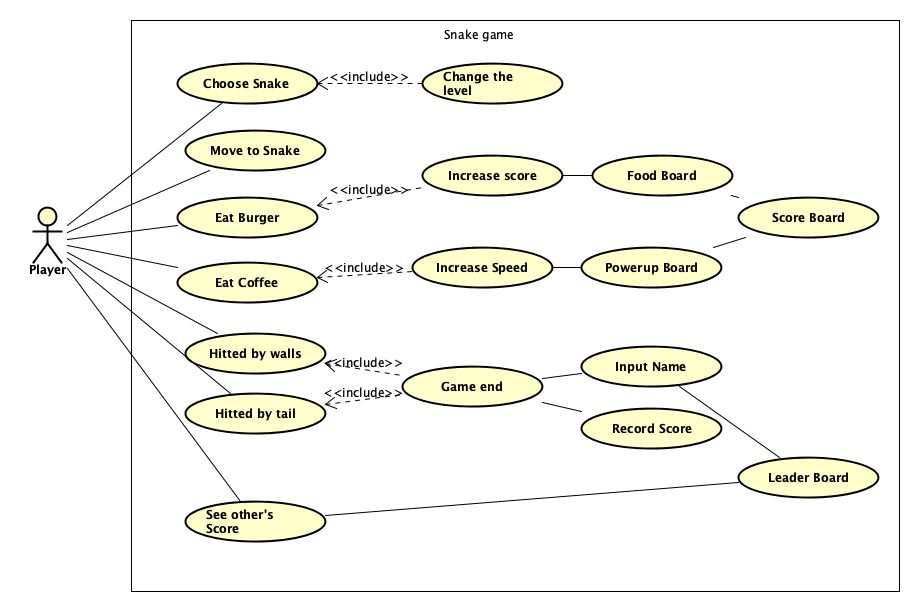 Snake game
Choose Snake
<<include>>
Change the
level
Move to Snake
<<include>>
Increase score
Food Board
Eat Burger
Score Board
Player
Eat Coffee
<<include>>
Increase Speed
Powerup Board
Hitted by walls
<<include>>
Game end
Input Name
Hitted by tail
<<include>>
Record Score
Leader Board
See other's
Score